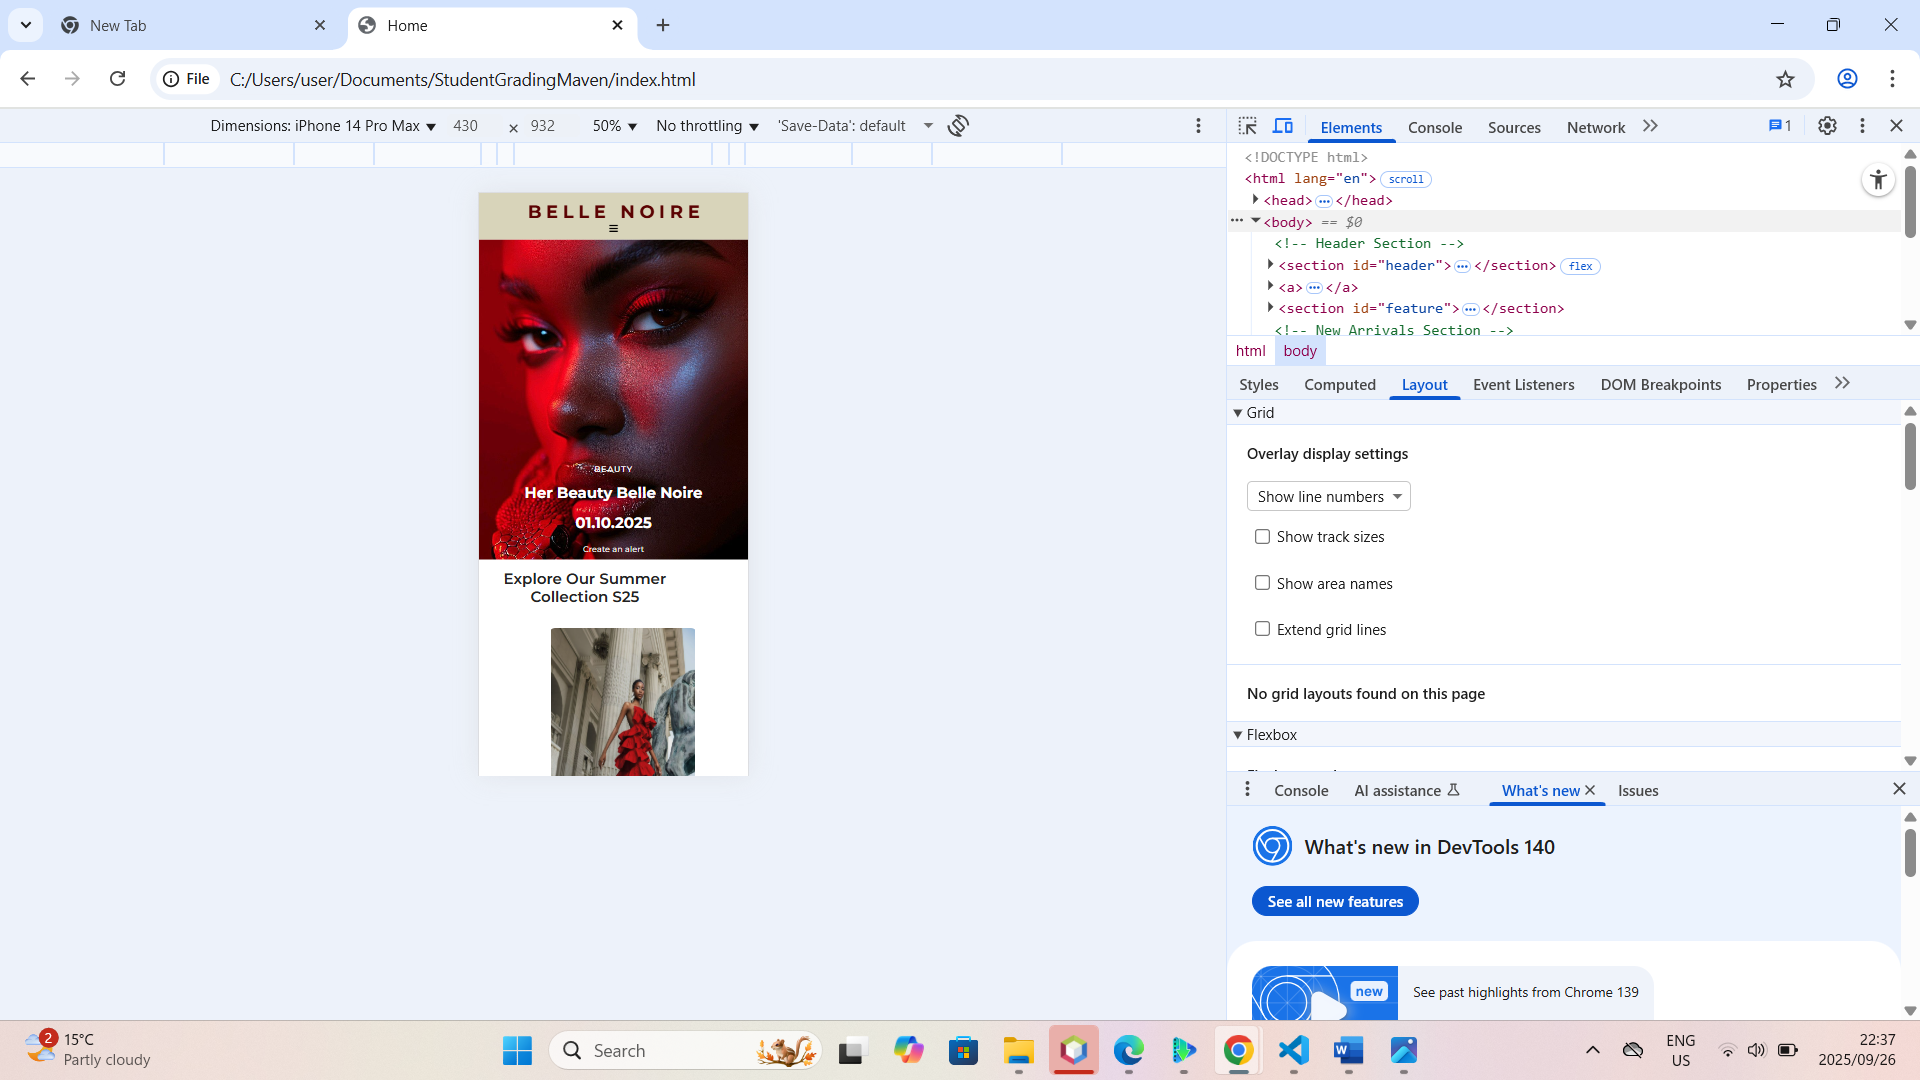 New Tab
Home
File
C:/Users/user/Documents/StudentGradingMaven/index.html
Dimensions: iPhone 14 Pro Max 430 × 932 50% No throttling 'Save-Data': default
Elements Console Sources Network 1
<!DOCTYPE html>
<html lang="en"> scroll
<head> ••• </head>
••• <body> == $0
<!-- Header Section -->
<section id="header"> ••• </section> flex
<a> ••• </a>
<section id="feature"> ••• </section>
<!-- New Arrivals Section -->
html body
Styles Computed Layout Event Listeners DOM Breakpoints Properties
Grid
Overlay display settings
Show line numbers
Show track sizes
Show area names
Extend grid lines
No grid layouts found on this page
Flexbox
Console AI assistance What's new Issues
What's new in DevTools 140
See all new features
new
See past highlights from Chrome 139
BELLE NOIRE
BEAUTY
Her Beauty Belle Noire
01.10.2025
Create an alert
Explore Our Summer
Collection S25
2
15°C
Partly cloudy
Search
ENG
US
22:37
2025/09/26